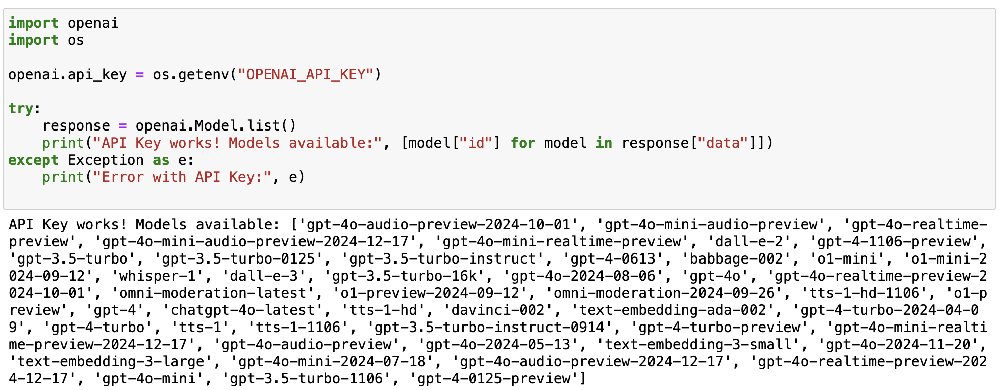 import openai
import os
openai.api_key = os.getenv("OPENAI_API_KEY")
try:
    response = openai.Model.list()
    print("API Key works! Models available:", [model["id"] for model in response["data"]])
except Exception as e:
    print("Error with API Key:", e)
API Key works! Models available: ['gpt-4o-audio-preview-2024-10-01', 'gpt-4o-mini-audio-preview', 'gpt-4o-realtime-
preview', 'gpt-4o-mini-audio-preview-2024-12-17', 'gpt-4o-mini-realtime-preview', 'dall-e-2', 'gpt-4-1106-preview',
'gpt-3.5-turbo', 'gpt-3.5-turbo-0125', 'gpt-3.5-turbo-instruct', 'gpt-4-0613', 'babbage-002', 'o1-mini', 'o1-mini-2
024-09-12', 'whisper-1', 'dall-e-3', 'gpt-3.5-turbo-16k', 'gpt-4o-2024-08-06', 'gpt-4o', 'gpt-4o-realtime-preview-2
024-10-01', 'omni-moderation-latest', 'o1-preview-2024-09-12', 'omni-moderation-2024-09-26', 'tts-1-hd-1106', 'o1-p
review', 'gpt-4', 'chatgpt-4o-latest', 'tts-1-hd', 'davinci-002', 'text-embedding-ada-002', 'gpt-4-turbo-2024-04-0
9', 'gpt-4-turbo', 'tts-1', 'tts-1-1106', 'gpt-3.5-turbo-instruct-0914', 'gpt-4-turbo-preview', 'gpt-4o-mini-realti
me-preview-2024-12-17', 'gpt-4o-audio-preview', 'gpt-4o-2024-05-13', 'text-embedding-3-small', 'gpt-4o-2024-11-20',
'text-embedding-3-large', 'gpt-4o-mini-2024-07-18', 'gpt-4o-audio-preview-2024-12-17', 'gpt-4o-realtime-preview-202
4-12-17', 'gpt-4o-mini', 'gpt-3.5-turbo-1106', 'gpt-4-0125-preview']